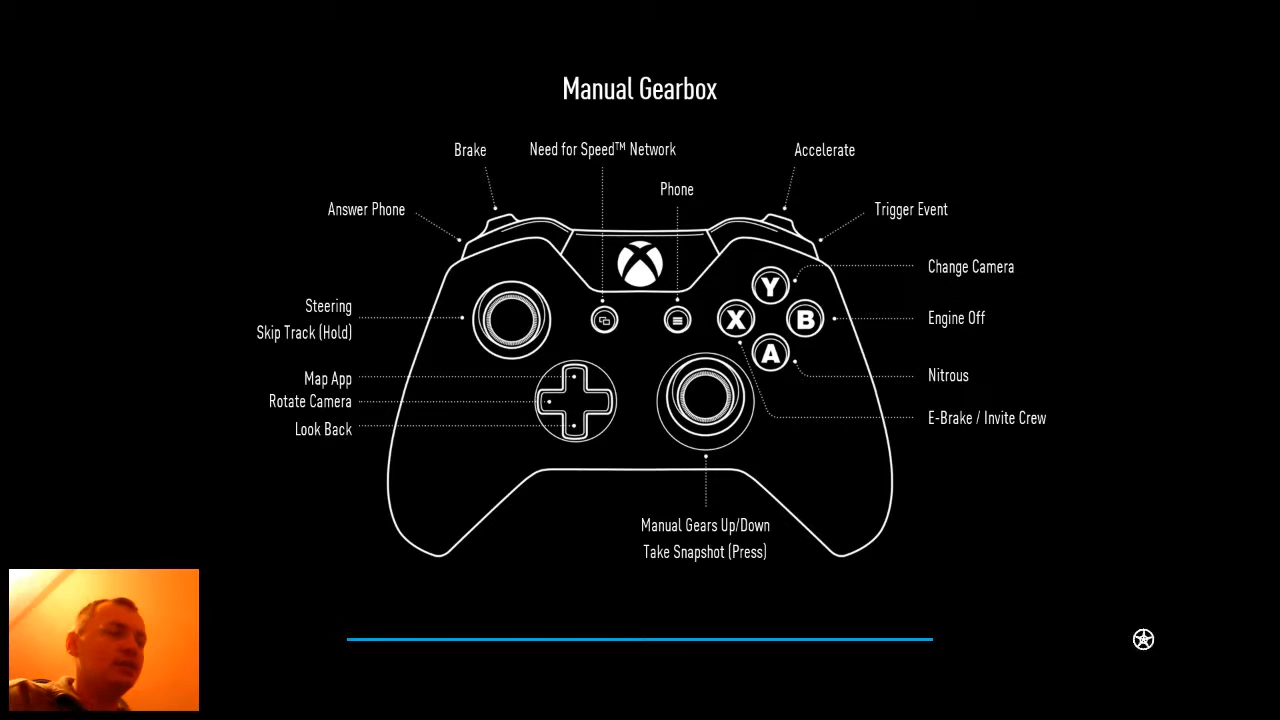 Manual Gearbox
Brake
Need for Speed™ Network
Accelerate
Phone
Answer Phone
Trigger Event
Change Camera
Y
Steering
Skip Track (Hold)
X
B
Engine Off
A
Map App
Nitrous
Rotate Camera
E-Brake / Invite Crew
Look Back
Manual Gears Up/Down
Take Snapshot (Press)